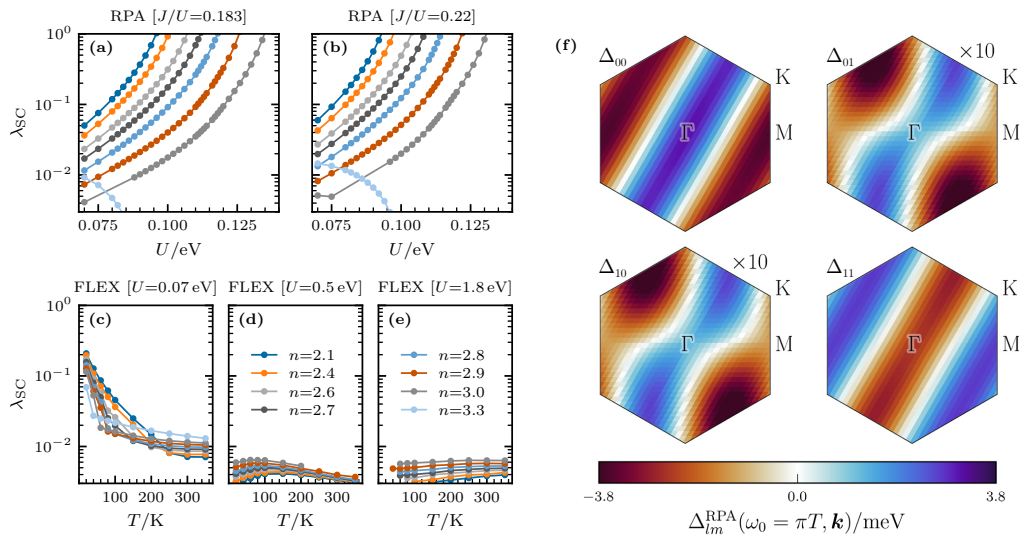 RPA [J/U=0.183]
RPA [J/U=0.22]
(a)
(b)
(f)
10⁰
10⁻¹
10⁻²
λSC
0.075 0.100 0.125
0.075 0.100 0.125
U/eV
U/eV
FLEX [U=0.07 eV]
FLEX [U=0.5 eV]
FLEX [U=1.8 eV]
(c)
(d)
(e)
10⁰
10⁻¹
10⁻²
λSC
n=2.1
n=2.4
n=2.6
n=2.7
n=2.8
n=2.9
n=3.0
n=3.3
100 200 300
100 200 300
100 200 300
T/K
T/K
T/K
Δ₀₀
K
M
Γ
Δ₀₁
×10
K
M
Γ
Δ₁₀
×10
K
M
Γ
Δ₁₁
K
M
Γ
−3.8 0.0 3.8
Δ^RPA_lm(ω₀ = πT, k)/meV